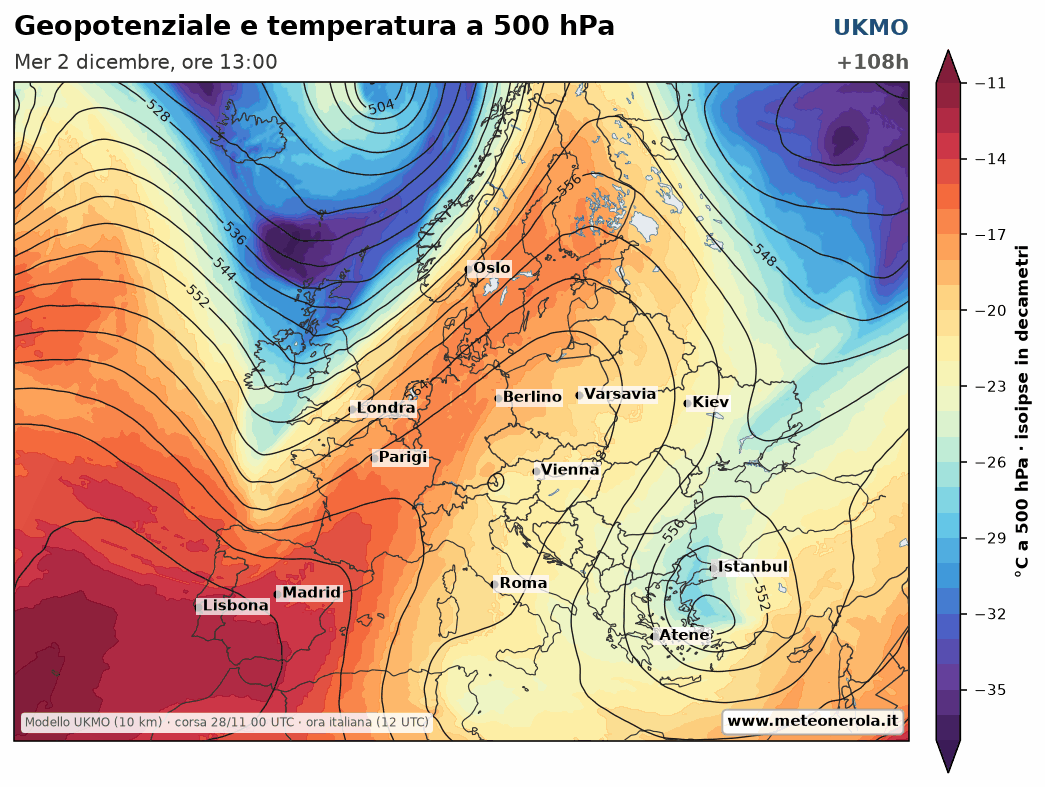 Geopotenziale e temperatura a 500 hPa
UKMO
Mer 2 dicembre, ore 13:00
+108h
528
504
556
536
548
544
552
Oslo
564
Londra
Berlino
Varsavia
Kiev
Parigi
Vienna
556
Istanbul
Roma
Madrid
Lisbona
552
Atene
Modello UKMO (10 km) · corsa 28/11.00 UTC · ora italiana (12 UTC)
www.meteonerola.it
−11
−14
−17
−20
−23
−26
−29
−32
−35
°C a 500 hPa · isoipse in decametri